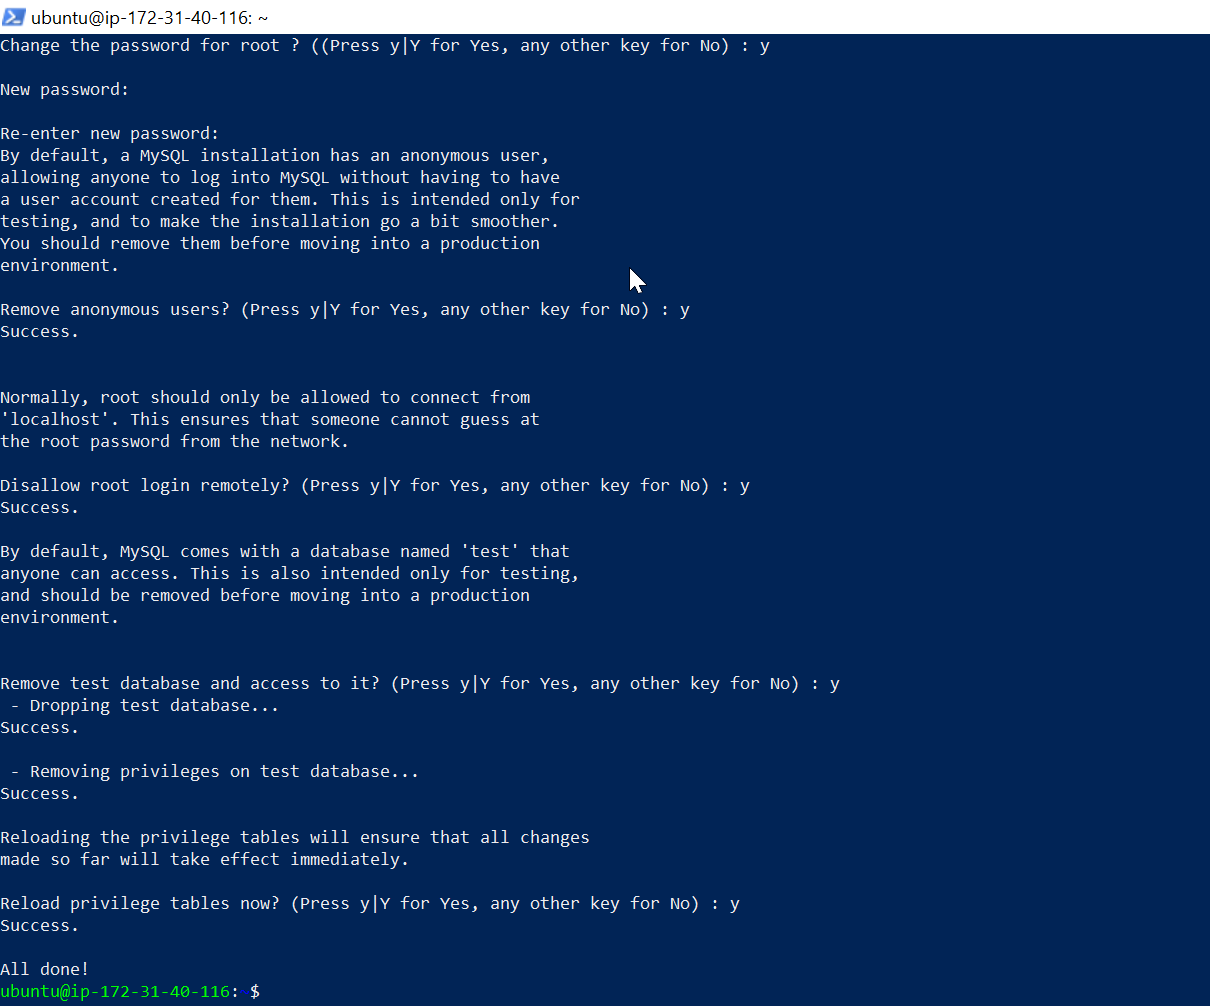 ubuntu@ip-172-31-40-116: ~
Change the password for root ? ((Press y|Y for Yes, any other key for No) : y
New password:
Re-enter new password:
By default, a MySQL installation has an anonymous user,
allowing anyone to log into MySQL without having to have
a user account created for them. This is intended only for
testing, and to make the installation go a bit smoother.
You should remove them before moving into a production
environment.
Remove anonymous users? (Press y|Y for Yes, any other key for No) : y
Success.
Normally, root should only be allowed to connect from
'localhost'. This ensures that someone cannot guess at
the root password from the network.
Disallow root login remotely? (Press y|Y for Yes, any other key for No) : y
Success.
By default, MySQL comes with a database named 'test' that
anyone can access. This is also intended only for testing,
and should be removed before moving into a production
environment.
Remove test database and access to it? (Press y|Y for Yes, any other key for No) : y
- Dropping test database...
Success.
- Removing privileges on test database...
Success.
Reloading the privilege tables will ensure that all changes
made so far will take effect immediately.
Reload privilege tables now? (Press y|Y for Yes, any other key for No) : y
Success.
All done!
ubuntu@ip-172-31-40-116: $